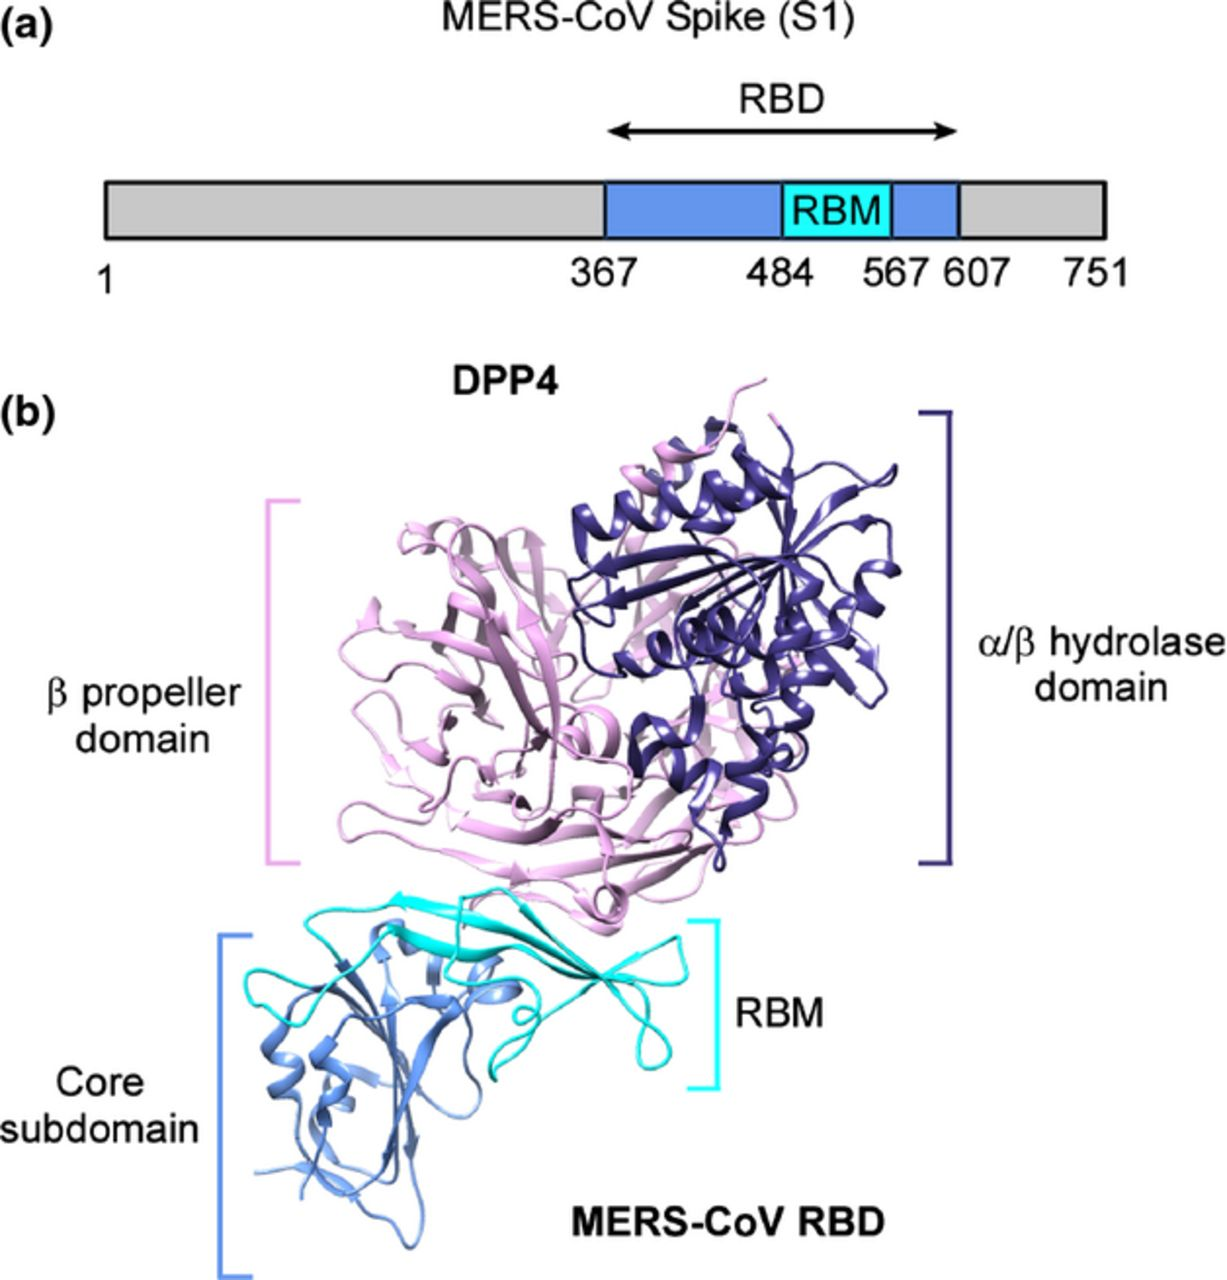 (a)
MERS-CoV Spike (S1)
RBD
RBM
1 367 484 567 607 751
(b)
DPP4
β propeller
domain
α/β hydrolase
domain
RBM
Core
subdomain
MERS-CoV RBD